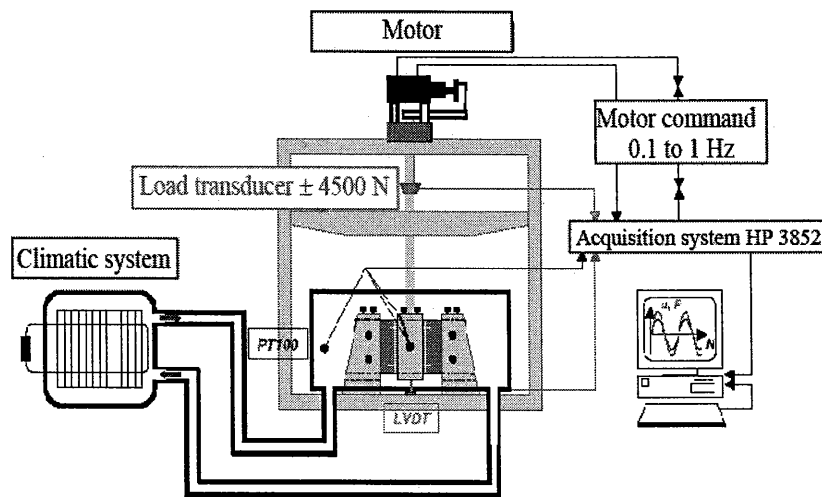 Motor
Motor command
0.1 to 1 Hz
Load transducer ± 4500 N
Acquisition system HP 3852
Climatic system
PT100
u, F
N
LVDT